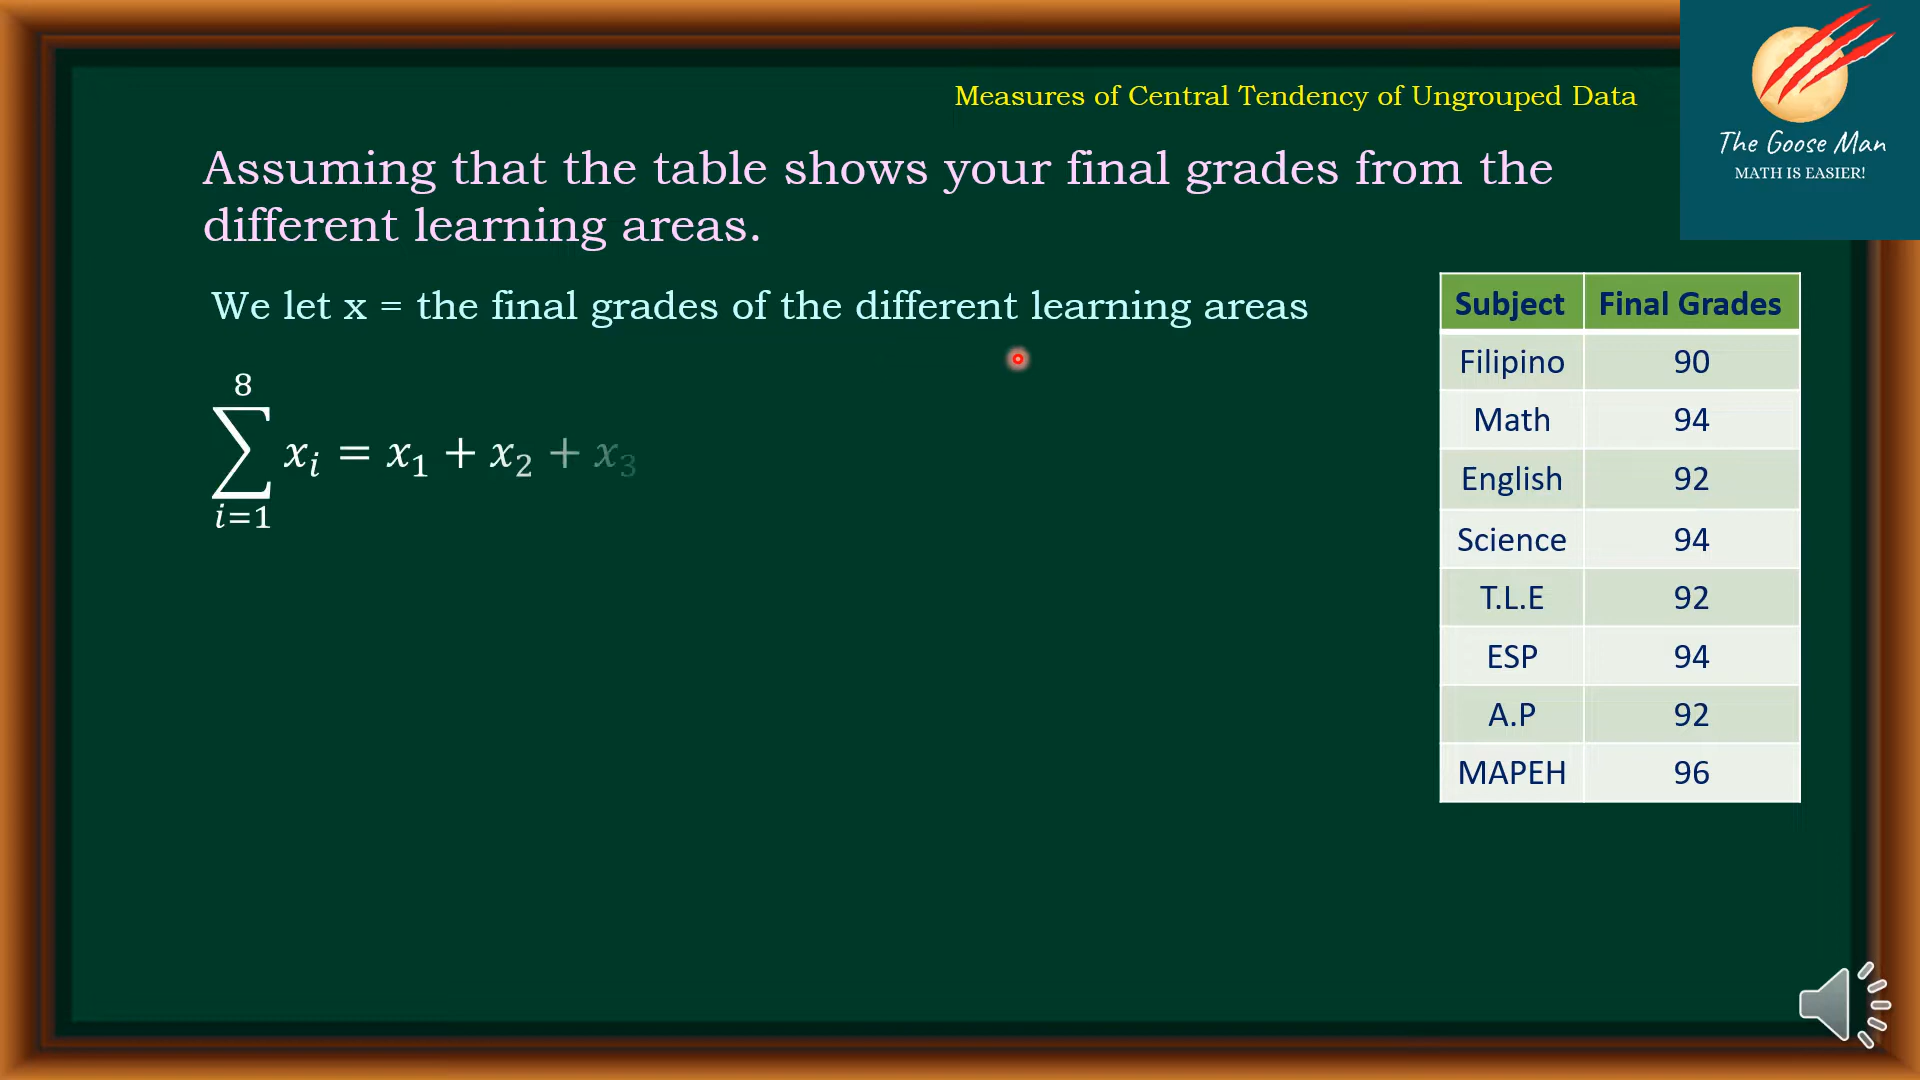 Measures of Central Tendency of Ungrouped Data
The Goose Man
MATH IS EASIER!
Assuming that the table shows your final grades from the
different learning areas.
We let x = the final grades of the different learning areas
8
∑ xᵢ = x₁ + x₂ + x₃
i=1
Subject Final Grades
Filipino 90
Math 94
English 92
Science 94
T.L.E 92
ESP 94
A.P 92
MAPEH 96